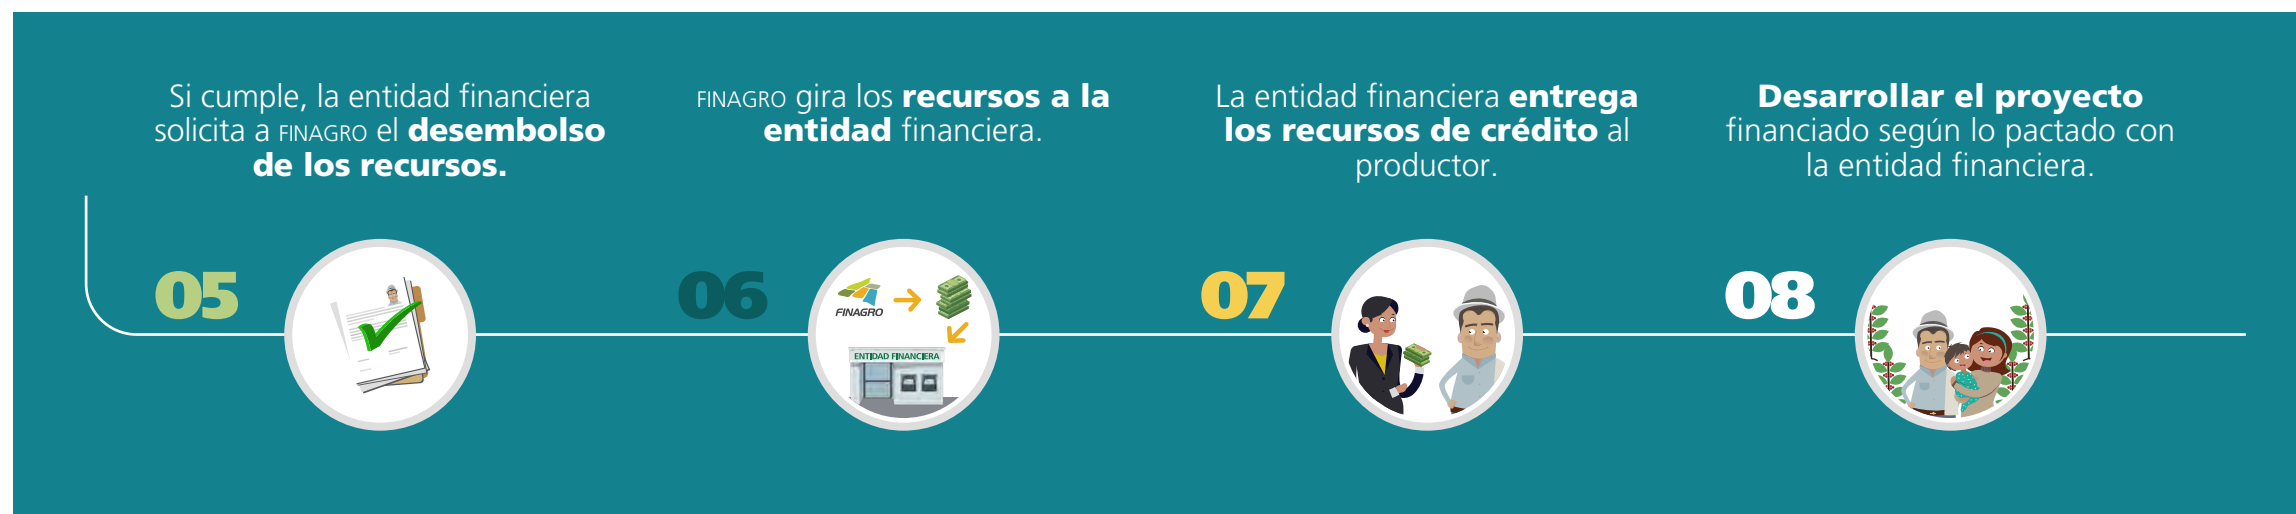 Si cumple, la entidad financiera
solicita a FINAGRO el desembolso
de los recursos.
05
FINAGRO gira los recursos a la
entidad financiera.
06
FINAGRO
ENTIDAD FINANCIERA
La entidad financiera entrega
los recursos de crédito al
productor.
07
Desarrollar el proyecto
financiado según lo pactado con
la entidad financiera.
08